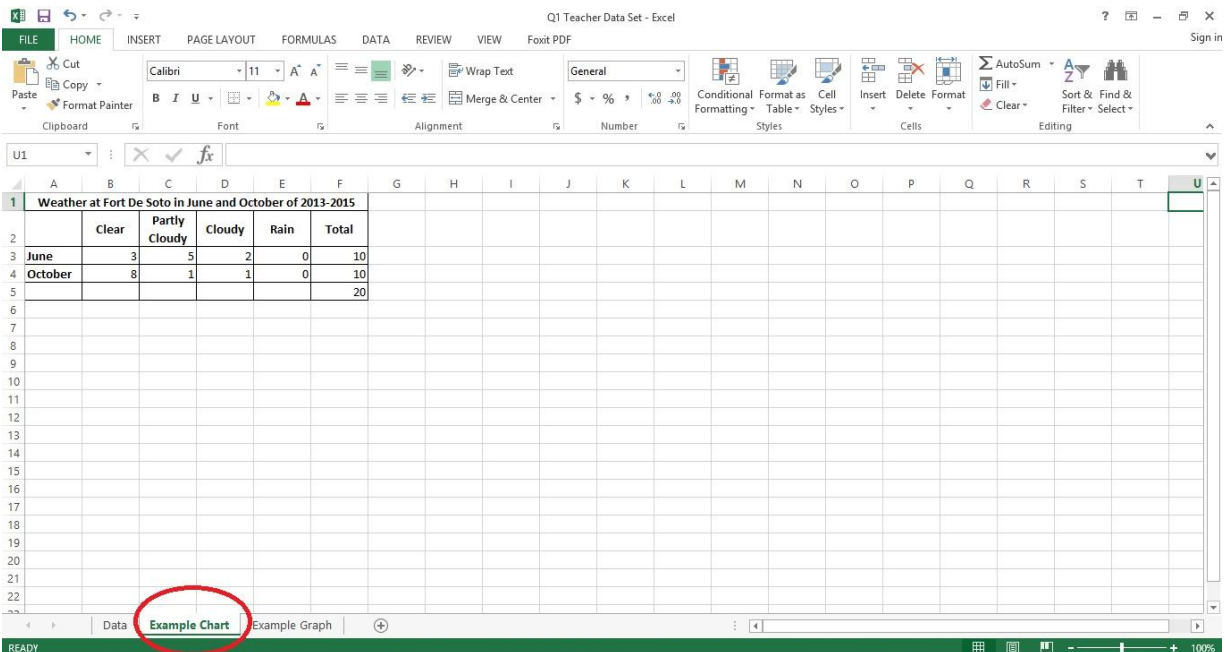 Q1 Teacher Data Set - Excel
FILE HOME INSERT PAGE LAYOUT FORMULAS DATA REVIEW VIEW Foxit PDF Sign in
Paste
Cut
Copy
Format Painter
Clipboard
Calibri 11
B I U
Font
Wrap Text
Merge & Center
Alignment
General
$ % ,
Number
Conditional Formatting
Format as Table
Cell Styles
Styles
Insert Delete Format
Cells
AutoSum
Fill
Clear
Sort & Filter
Find & Select
Editing
U1 fx
A B C D E F G H I J K L M N O P Q R S T U
1 Weather at Fort De Soto in June and October of 2013-2015
2 Clear Partly Cloudy Cloudy Rain Total
3 June 3 5 2 0 10
4 October 8 1 1 0 10
5 20
6
7
8
9
10
11
12
13
14
15
16
17
18
19
20
21
22
Data Example Chart Example Graph
READY 100%